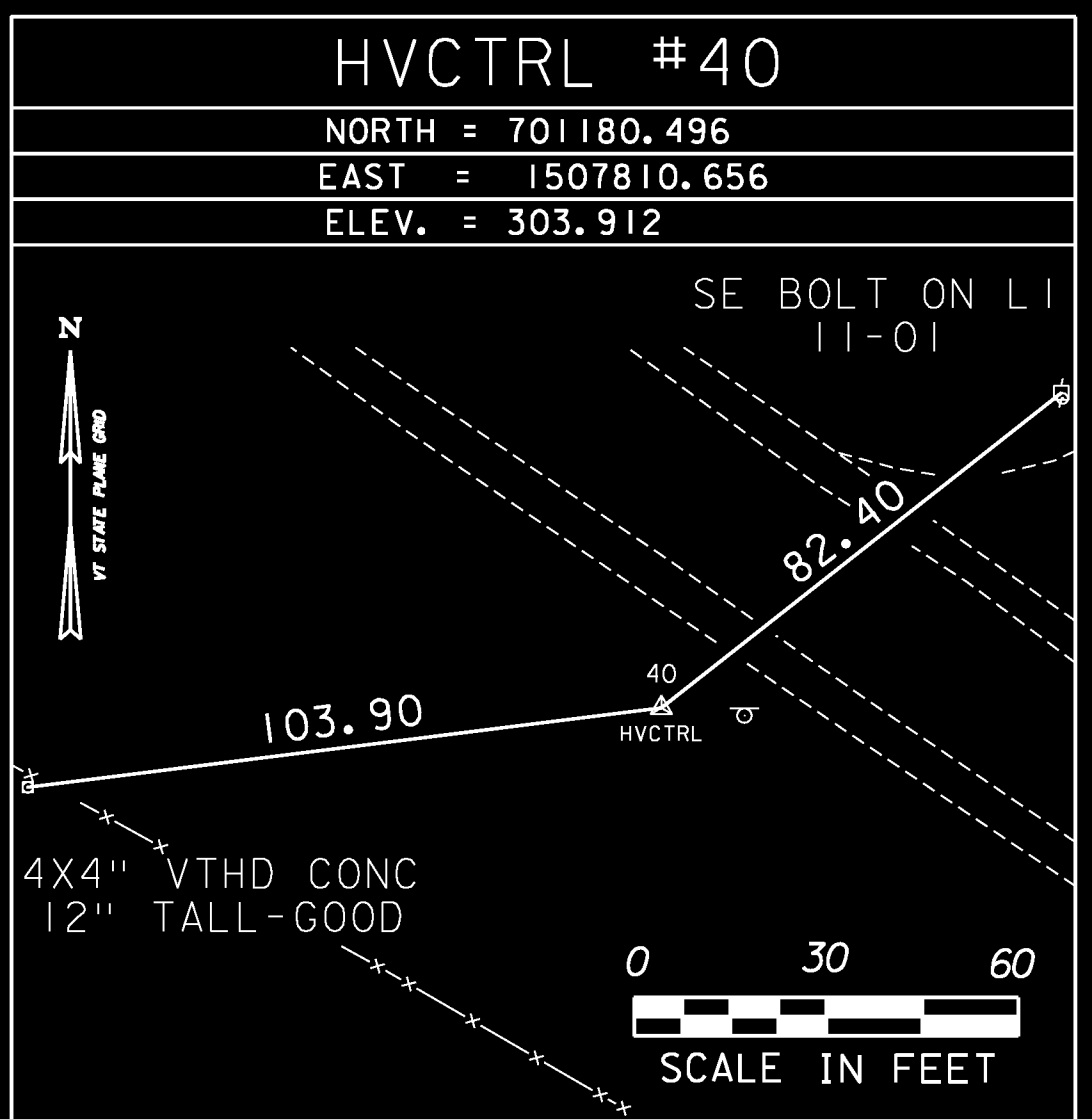 HVCTRL #40
NORTH = 701180.496
EAST = 1507810.656
ELEV. = 303.912
SE BOLT ON LI
11-01
N
VT STATE PLANE GRID
82.40
40
103.90
HVCTRL
4X4" VTHD CONC
12" TALL-GOOD
0 30 60
SCALE IN FEET